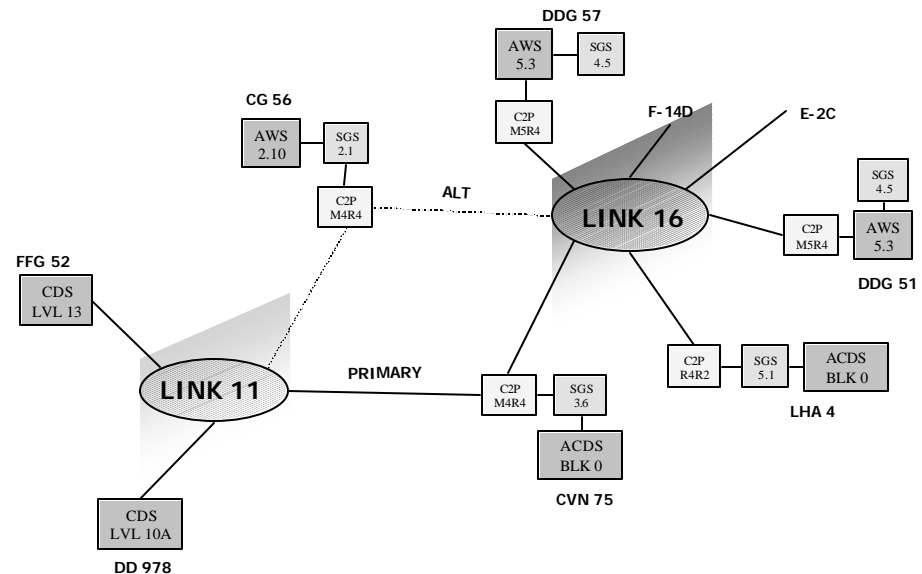 DDG 57
AWS
5.3
SGS
4.5
CG 56
AWS
2.10
SGS
2.1
C2P
M5R4
F-14D
E-2C
C2P
M4R4
ALT
LINK 16
SGS
4.5
C2P
M5R4
AWS
5.3
DDG 51
FFG 52
CDS
LVL 13
LINK 11
PRIMARY
C2P
M4R4
SGS
3.6
ACDS
BLK 0
CVN 75
C2P
R4R2
SGS
5.1
ACDS
BLK 0
LHA 4
CDS
LVL 10A
DD 978